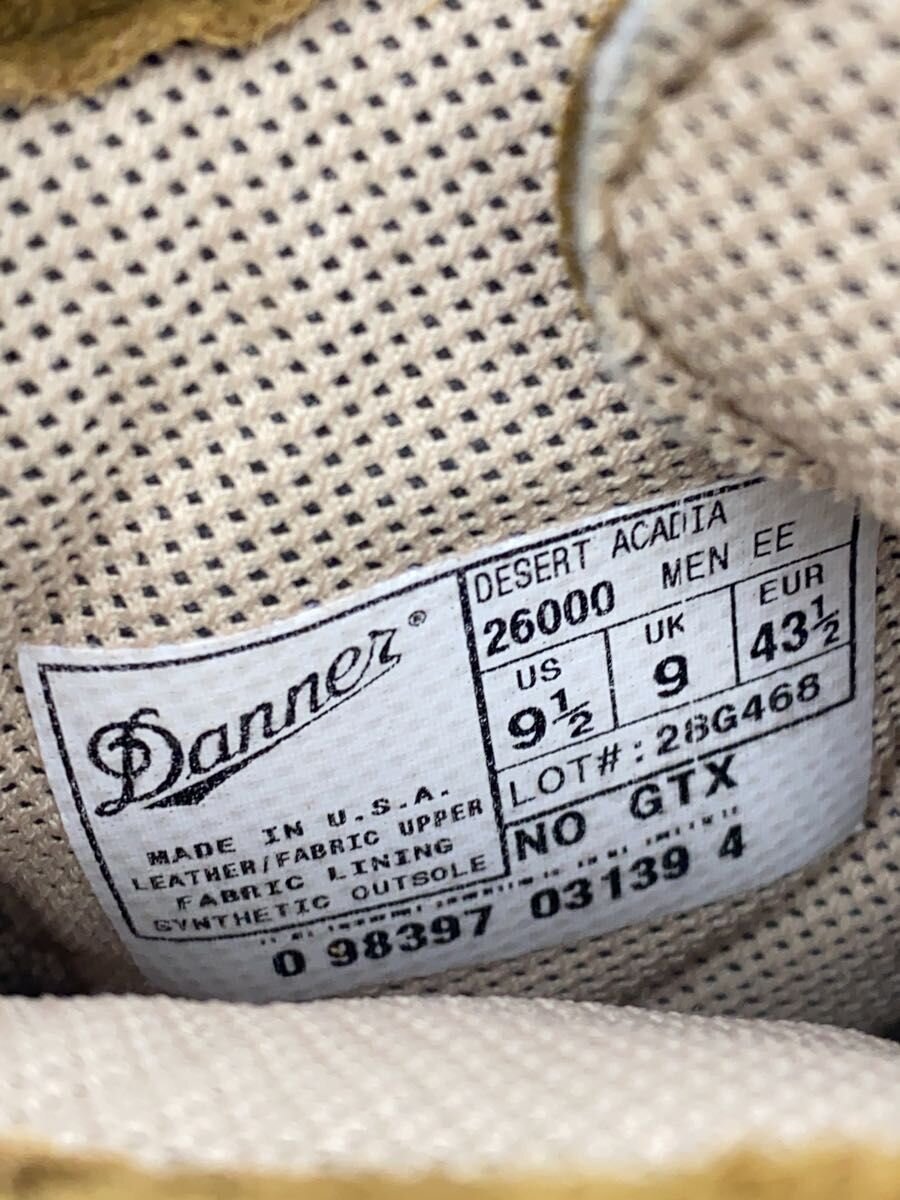 Danner®
MADE IN U.S.A.
LEATHER/FABRIC UPPER
FABRIC LINING
SYNTHETIC OUTSOLE
DESERT ACADIA
26000 MEN EE
US UK EUR
9½ 9 43½
LOT#: 28G468
NO GTX
0 98397 03139 4